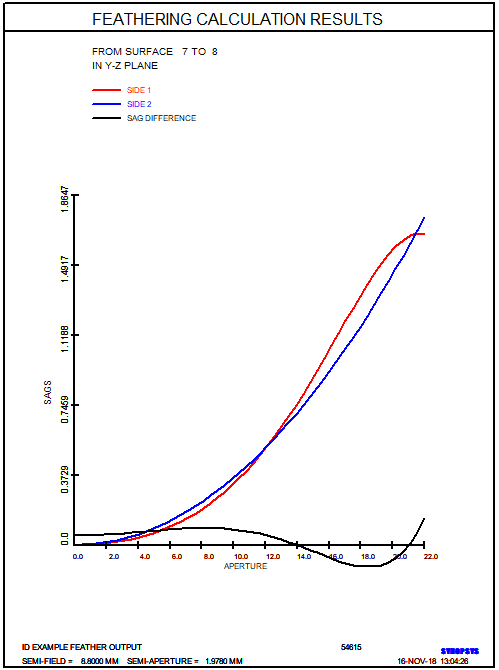 FEATHERING CALCULATION RESULTS
FROM SURFACE 7 TO 8
IN Y-Z PLANE
SIDE 1
SIDE 2
SAG DIFFERENCE
1.8647
1.4917
1.1188
0.7459
0.3729
0.0
SAGS
0.0 2.0 4.0 6.0 8.0 10.0 12.0 14.0 16.0 18.0 20.0 22.0
APERTURE
ID EXAMPLE FEATHER OUTPUT 54615
SYNOPSYS
SEMI-FIELD = 8.8000 MM SEMI-APERTURE = 1.9780 MM 16-NOV-18 13:04:26